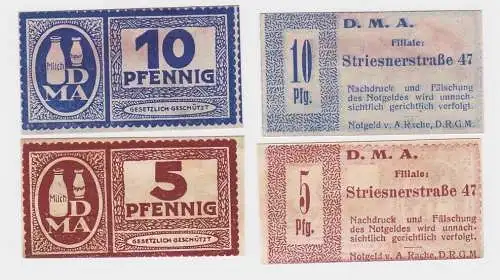 Milch
DMA
10
PFENNIG
GESETZLICH GESCHÜTZT
D. M. A.
Filiale:
Striesnerstraße 47
10
Pfg.
Nachdruck und Fälschung
des Notgeldes wird unnach-
sichtlich gerichtlich verfolgt.
Notgeld v. A. Rache, D.R.G.M.
Milch
DMA
5
PFENNIG
GESETZLICH GESCHÜTZT
D. M. A.
Filiale:
Striesnerstraße 47
5
Pfg.
Nachdruck und Fälschung
des Notgeldes wird unnach-
sichtlich gerichtlich verfolgt.
Notgeld v. A. Rache, D.R.G.M